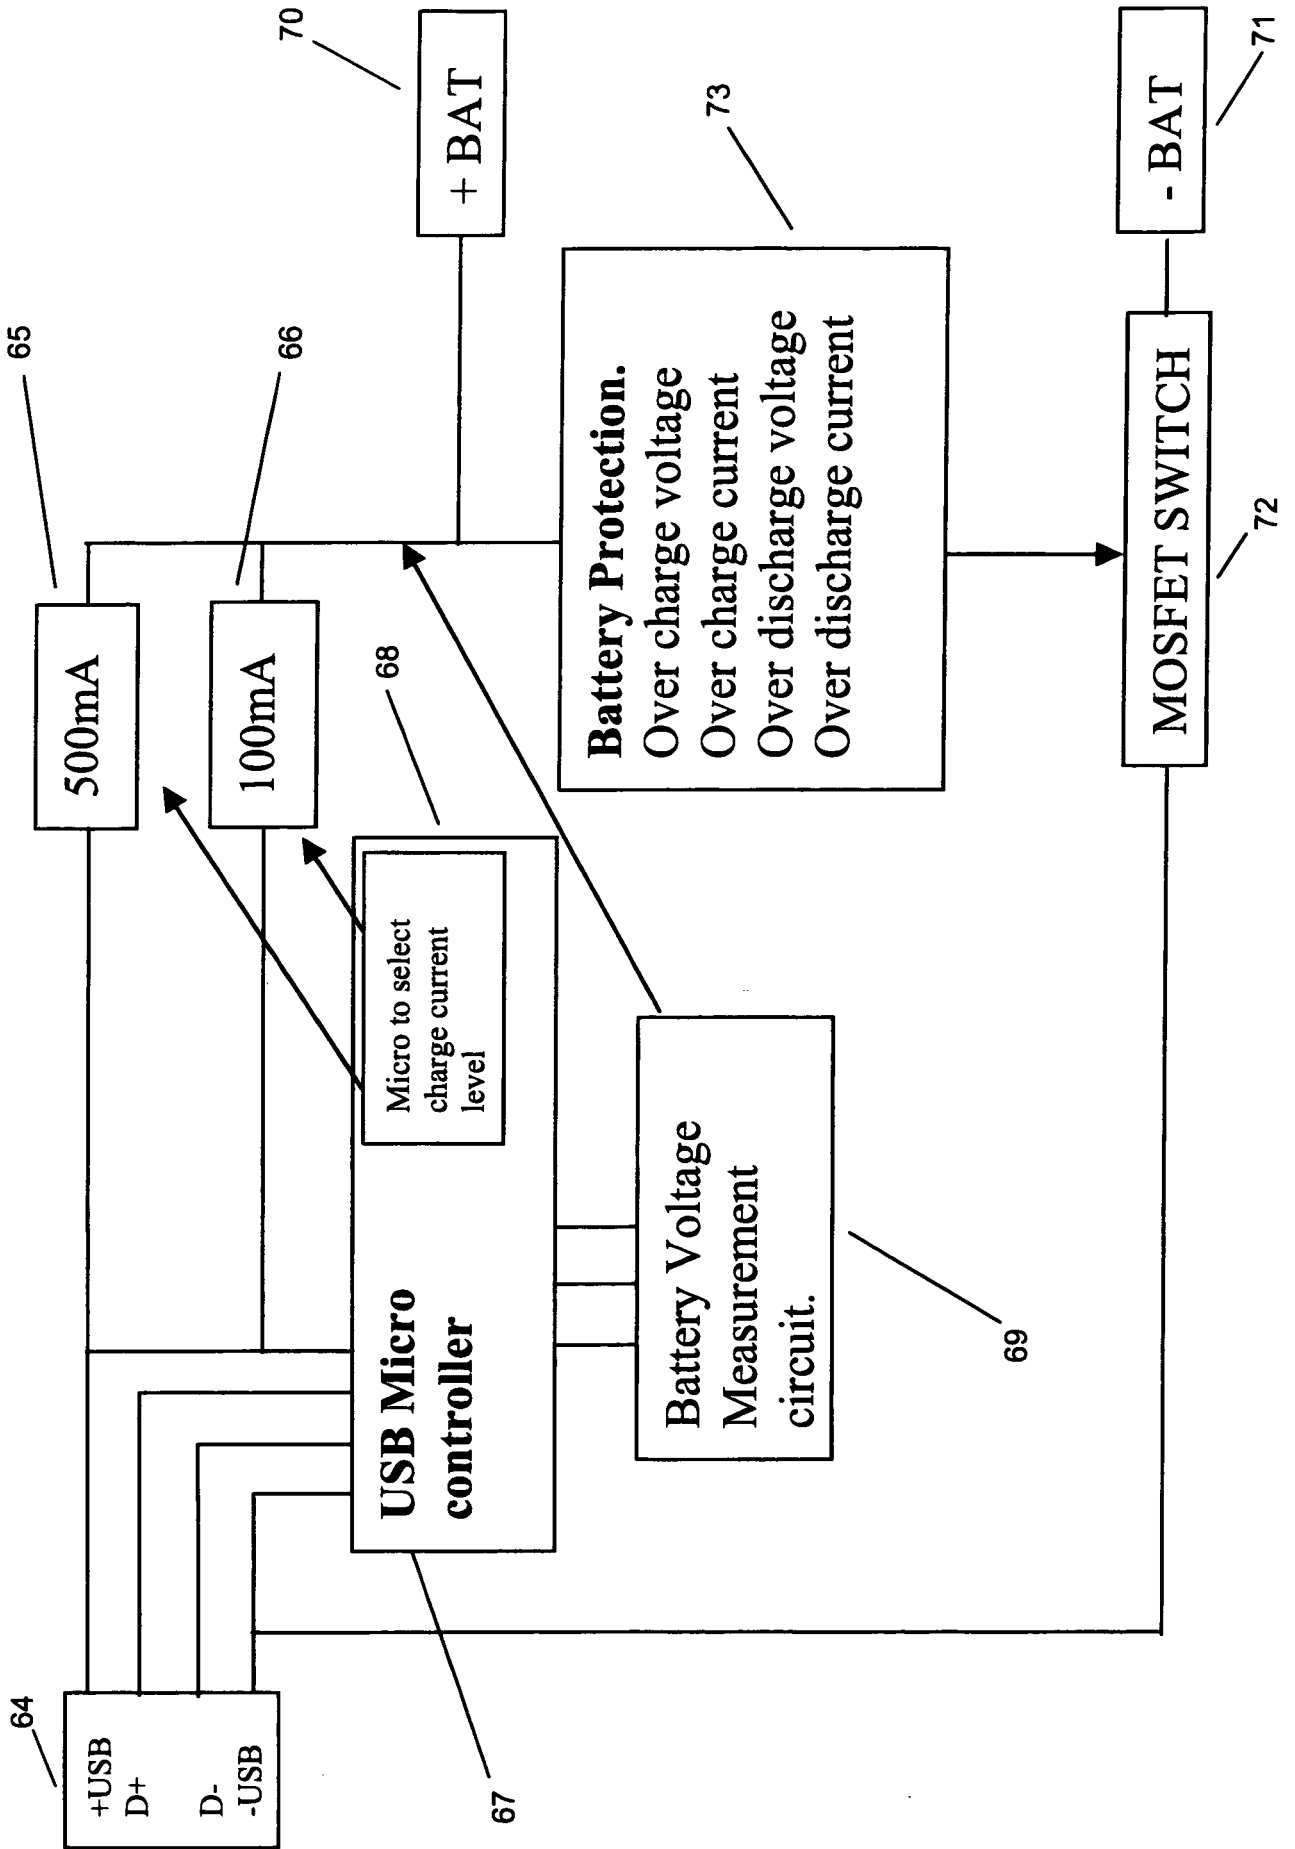 64
+USB
D+
D-
-USB
65
500mA
66
100mA
70
+ BAT
67
USB Micro
controller
68
Micro to select
charge current
level
Battery Voltage
Measurement
circuit.
69
73
Battery Protection.
Over charge voltage
Over charge current
Over discharge voltage
Over discharge current
MOSFET SWITCH
72
- BAT
71